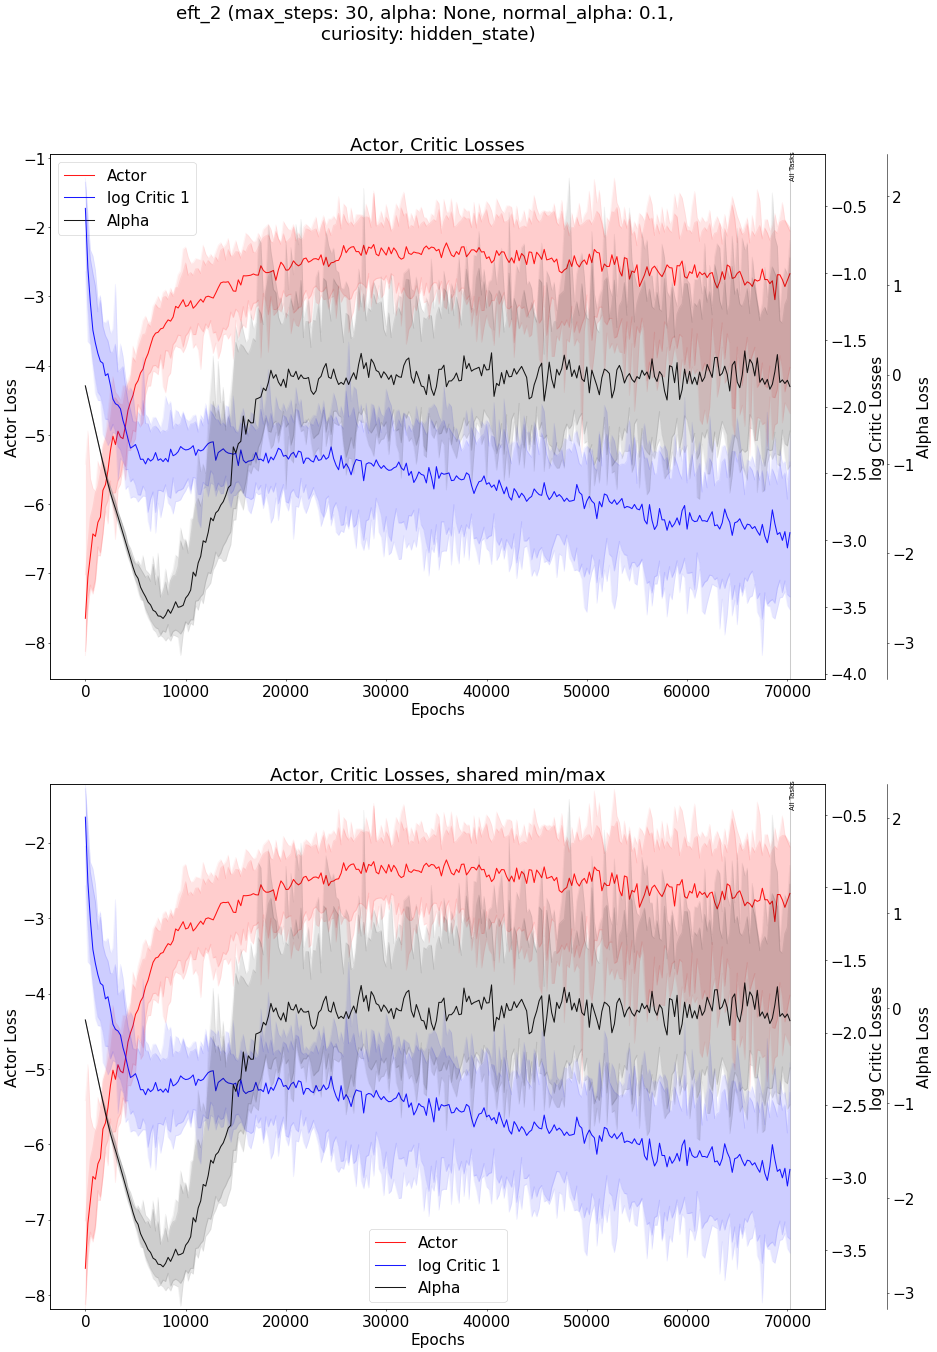 eft_2 (max_steps: 30, alpha: None, normal_alpha: 0.1,
curiosity: hidden_state)
Actor, Critic Losses
Actor
log Critic 1
Alpha
All Tasks
−1
−2
−3
−4
−5
−6
−7
−8
Actor Loss
−0.5
−1.0
−1.5
−2.0
−2.5
−3.0
−3.5
−4.0
log Critic Losses
2
1
0
−1
−2
−3
Alpha Loss
0 10000 20000 30000 40000 50000 60000 70000
Epochs
Actor, Critic Losses, shared min/max
All Tasks
−2
−3
−4
−5
−6
−7
−8
Actor Loss
−0.5
−1.0
−1.5
−2.0
−2.5
−3.0
−3.5
log Critic Losses
2
1
0
−1
−2
−3
Alpha Loss
Actor
log Critic 1
Alpha
0 10000 20000 30000 40000 50000 60000 70000
Epochs